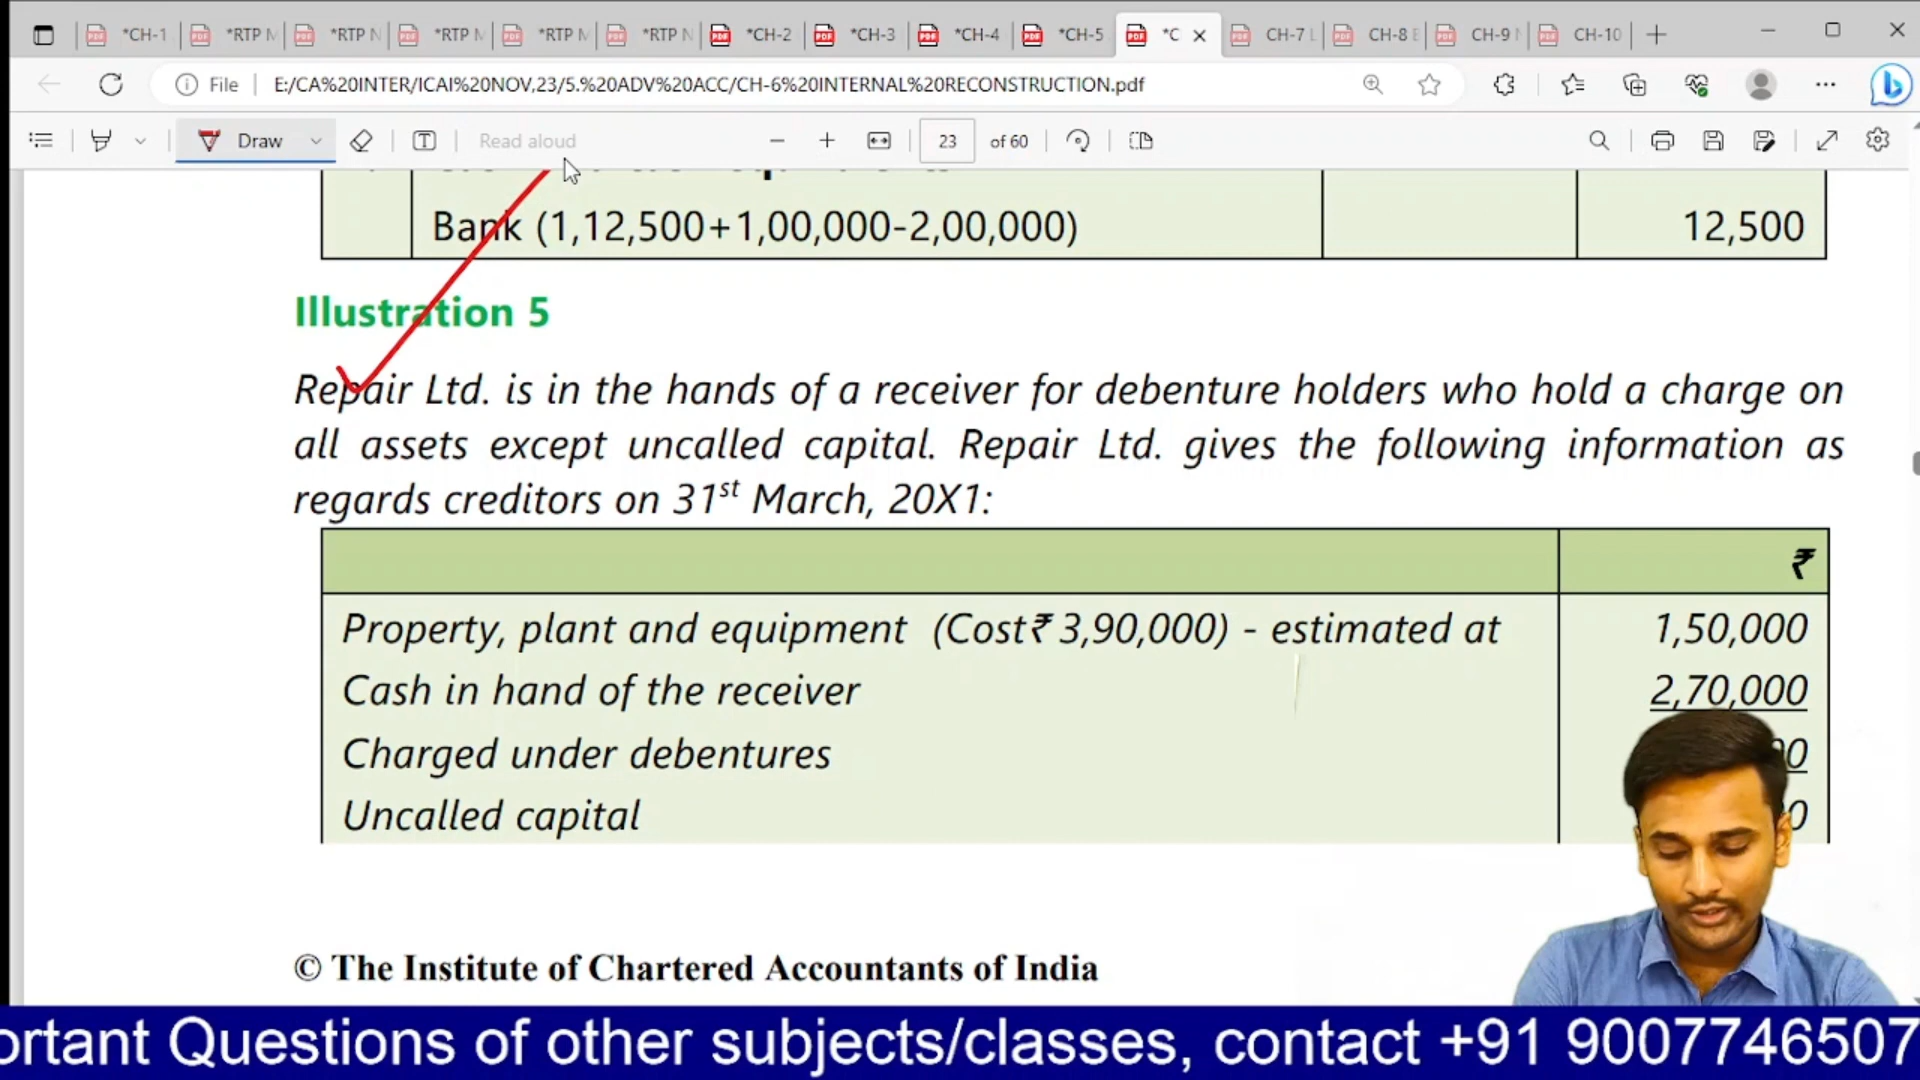 *CH-1
*RTP M
*RTP N
*RTP M
*RTP M
*RTP N
*CH-2
*CH-3
*CH-4
*CH-5
*C
CH-7 L
CH-8 E
CH-9 N
CH-10
File
E:/CA%20INTER/ICAI%20NOV,23/5.%20ADV%20ACC/CH-6%20INTERNAL%20RECONSTRUCTION.pdf
Draw
Read aloud
23 of 60
Bank (1,12,500+1,00,000-2,00,000) 12,500
Illustration 5
Repair Ltd. is in the hands of a receiver for debenture holders who hold a charge on
all assets except uncalled capital. Repair Ltd. gives the following information as
regards creditors on 31st March, 20X1:
₹
Property, plant and equipment (Cost₹ 3,90,000) - estimated at 1,50,000
Cash in hand of the receiver 2,70,000
Charged under debentures
Uncalled capital
© The Institute of Chartered Accountants of India
ortant Questions of other subjects/classes, contact +91 9007746507